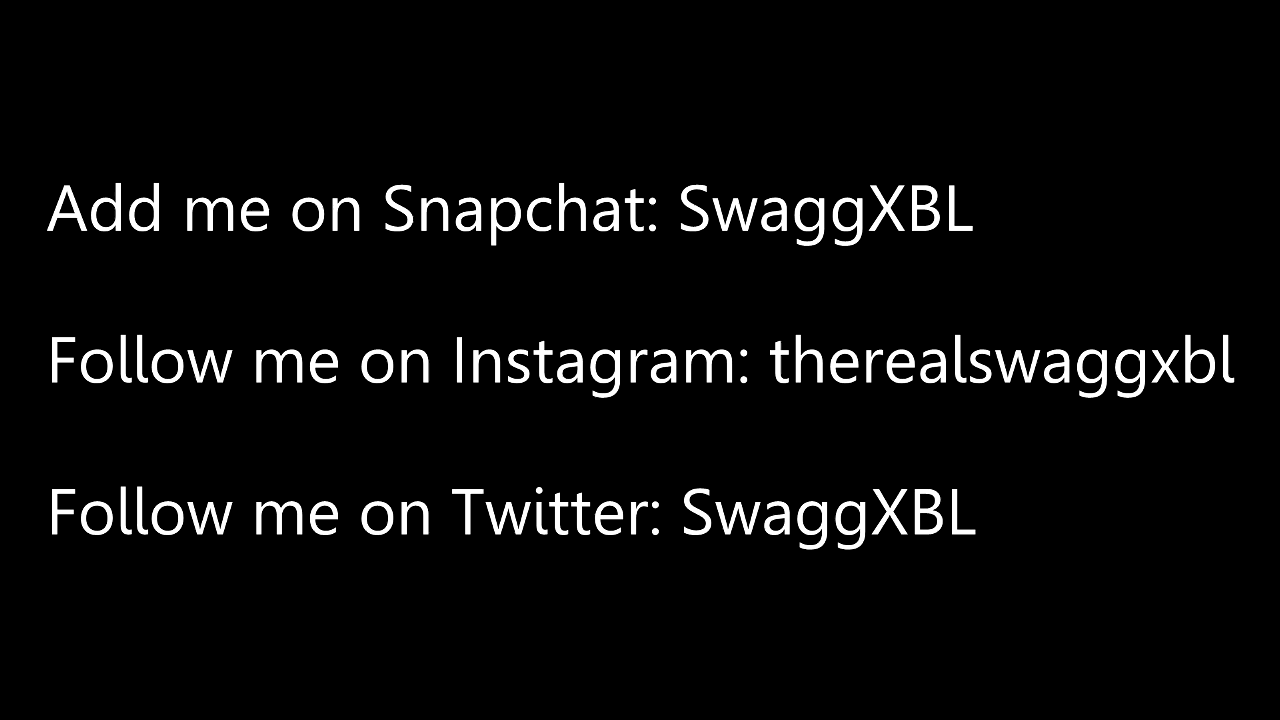 Add me on Snapchat: SwaggXBL
Follow me on Instagram: therealswaggxbl
Follow me on Twitter: SwaggXBL